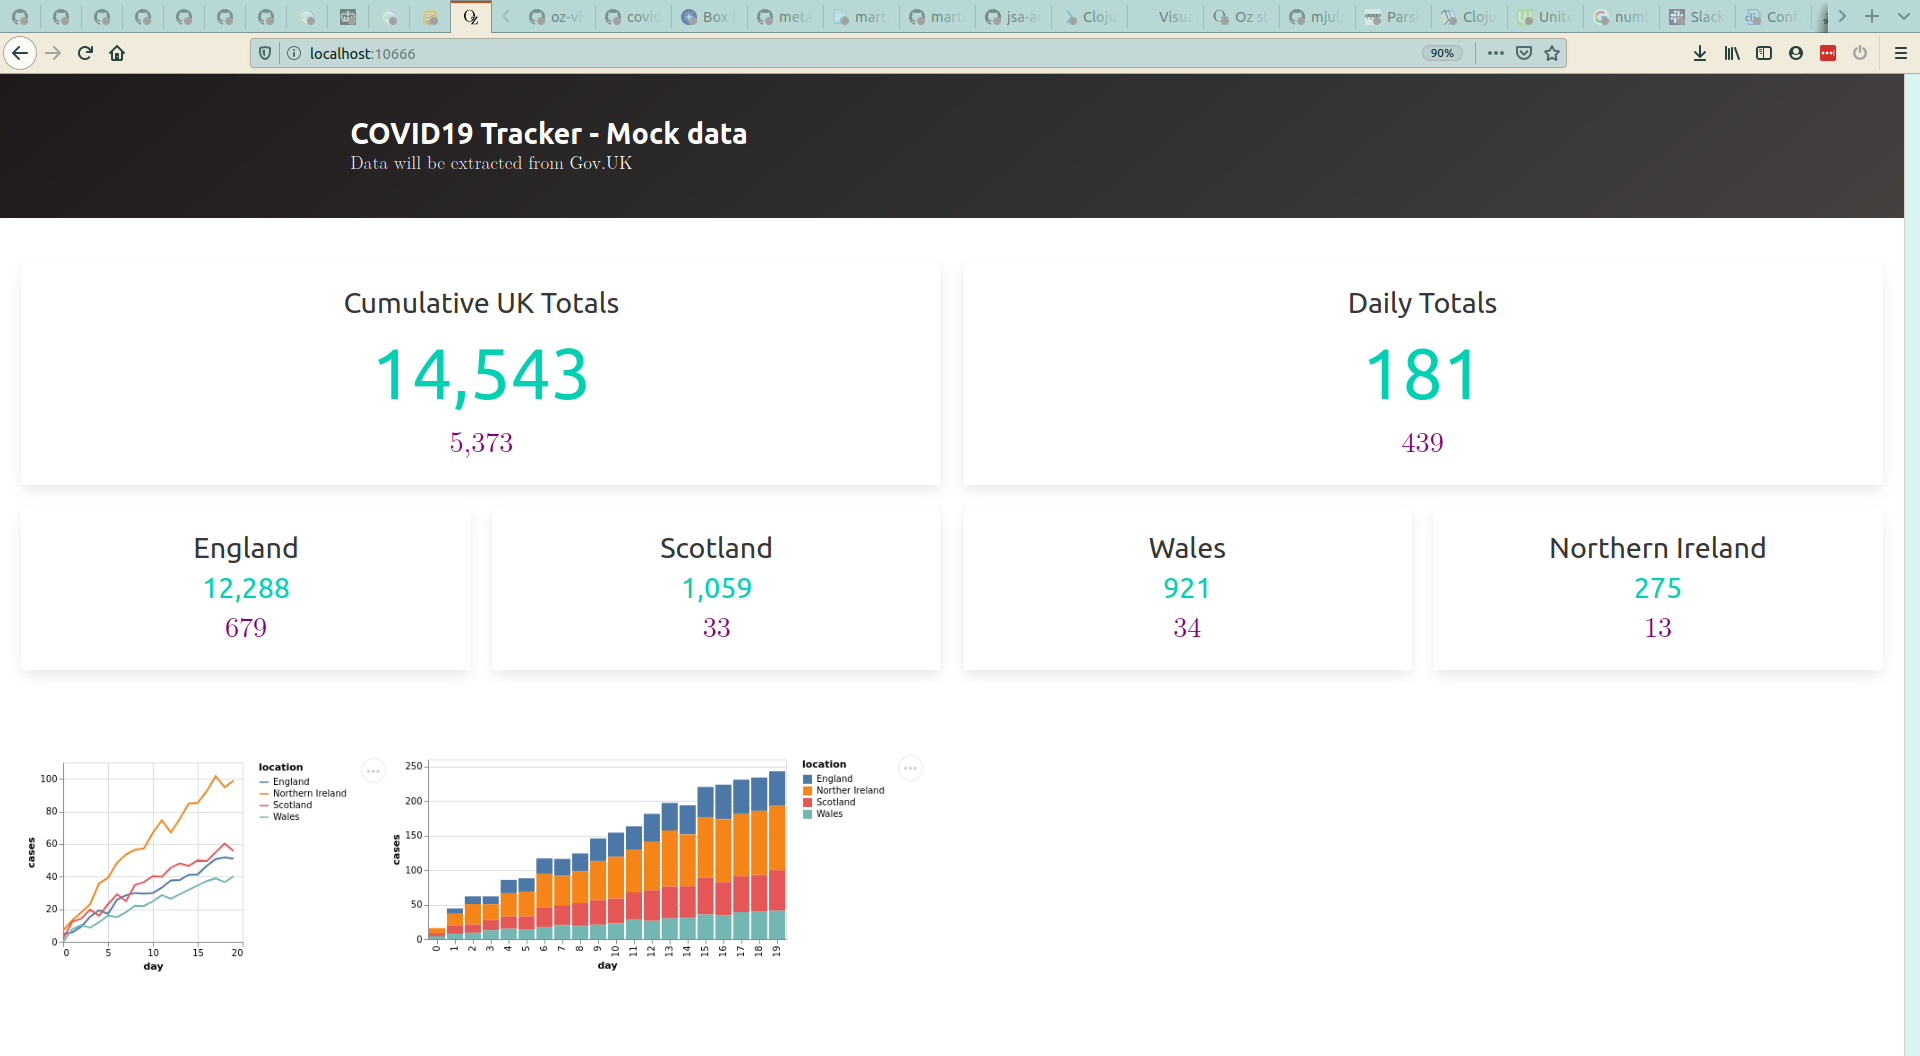 oz-vi covid Box meta mart mart jsa-a Cloju Visua Oz st mjul Parsi Cloju Unite numl Slack Conf
localhost:10666 90%
COVID19 Tracker - Mock data
Data will be extracted from Gov.UK
Cumulative UK Totals
14,543
5,373
Daily Totals
181
439
England
12,288
679
Scotland
1,059
33
Wales
921
34
Northern Ireland
275
13
100
80
60
40
20
0
cases
0 5 10 15 20
day
location
England
Northern Ireland
Scotland
Wales
250
200
150
100
50
0
cases
0 1 2 3 4 5 6 7 8 9 10 11 12 13 14 15 16 17 18 19
day
location
England
Norther Ireland
Scotland
Wales